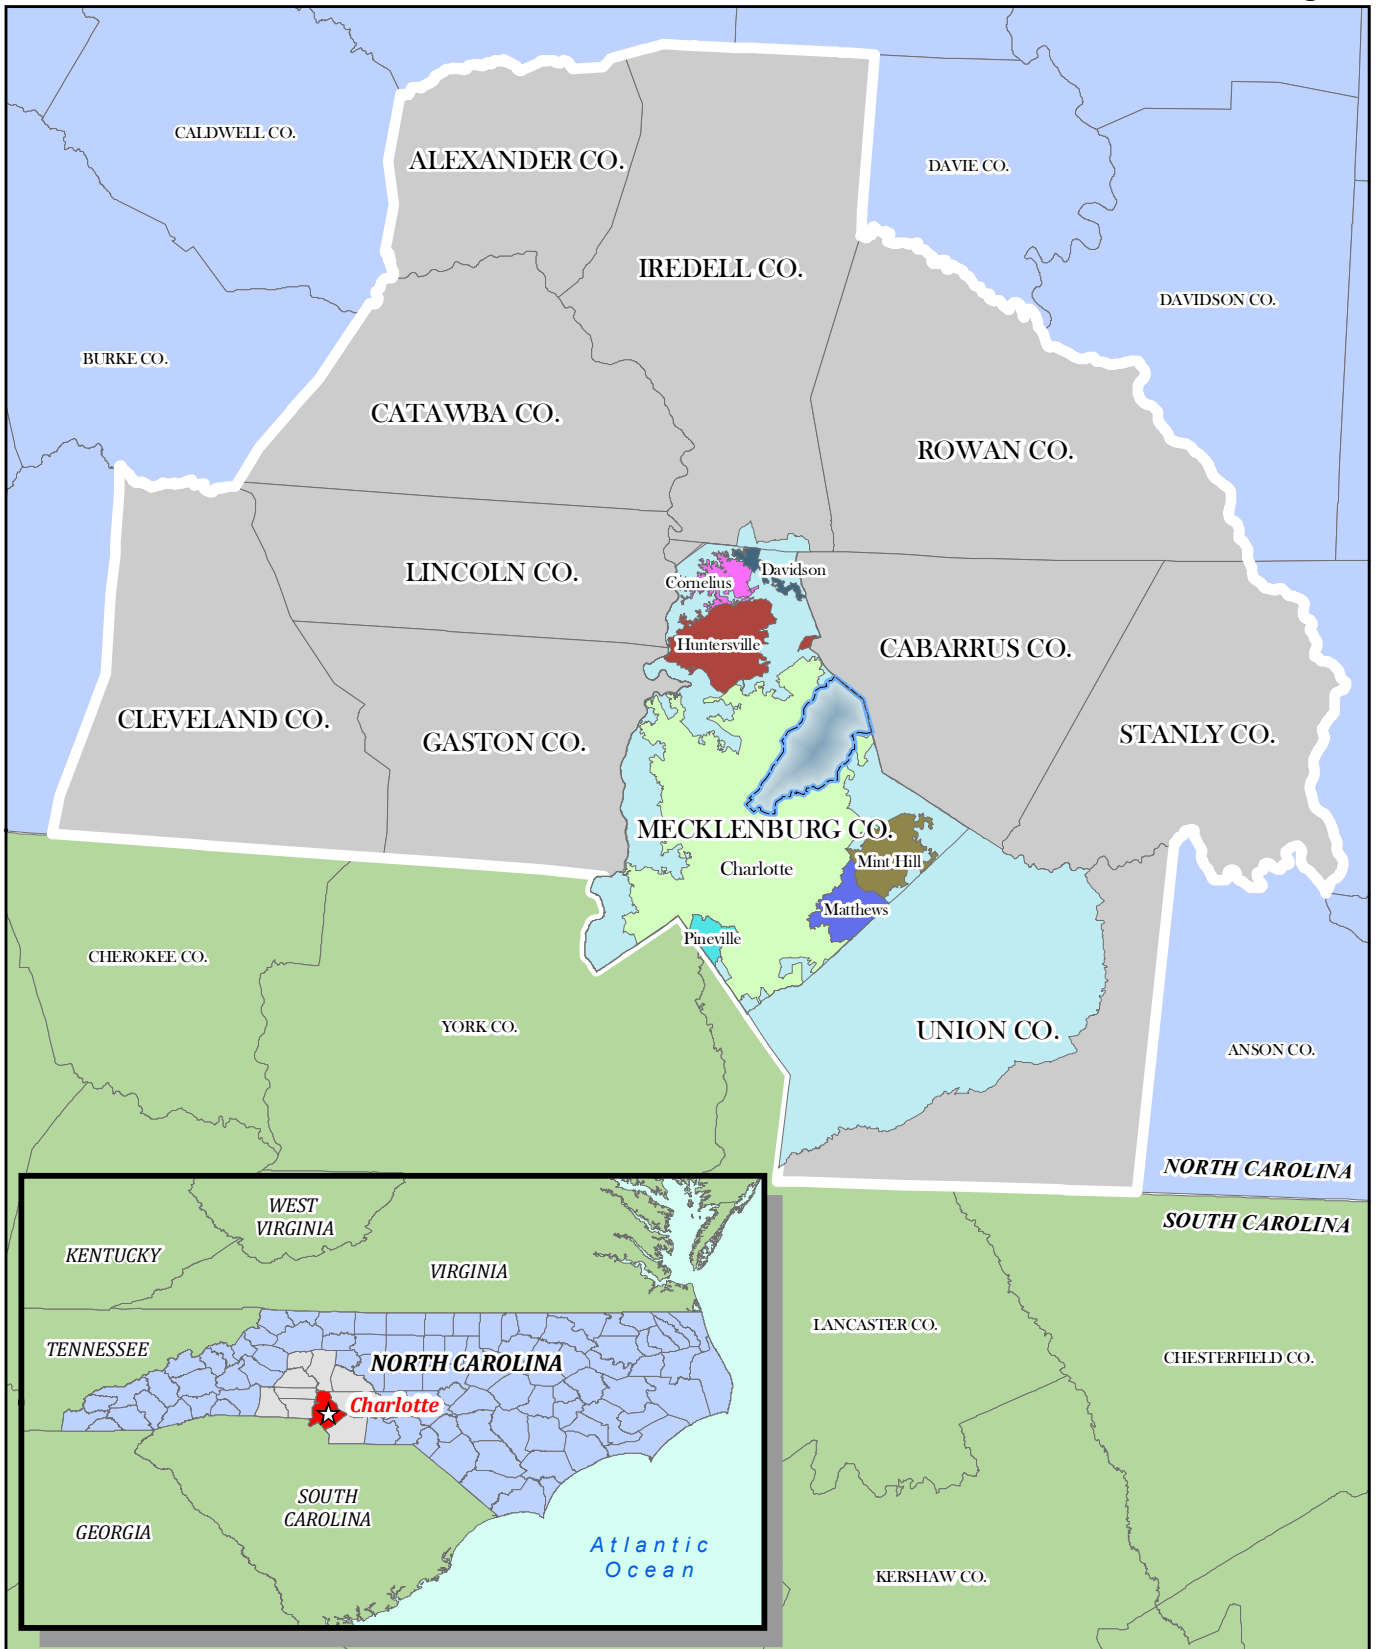 CALDWELL CO.
ALEXANDER CO.
DAVIE CO.
IREDELL CO.
DAVIDSON CO.
BURKE CO.
CATAWBA CO.
ROWAN CO.
LINCOLN CO.
Davidson
Cornelius
Huntersville
CABARRUS CO.
CLEVELAND CO.
GASTON CO.
STANLY CO.
MECKLENBURG CO.
Charlotte
Mint Hill
Matthews
Pineville
CHEROKEE CO.
YORK CO.
UNION CO.
ANSON CO.
NORTH CAROLINA
SOUTH CAROLINA
WEST
VIRGINIA
KENTUCKY
VIRGINIA
TENNESSEE
NORTH CAROLINA
Charlotte
SOUTH
CAROLINA
GEORGIA
Atlantic
Ocean
LANCASTER CO.
CHESTERFIELD CO.
KERSHAW CO.